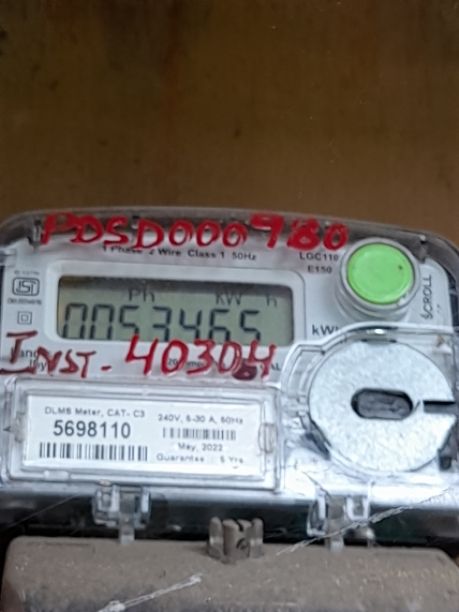 PDSD000980
1 Phase 2 Wire Class 1 50Hz
LGC110
E150
ISI
SCROLL
Ph kW h
0053465
INST. 40304
DLMS Meter, CAT- C3
5698110
240V, 5-30 A, 50Hz
May, 2022
Guarantee : 5 Yrs